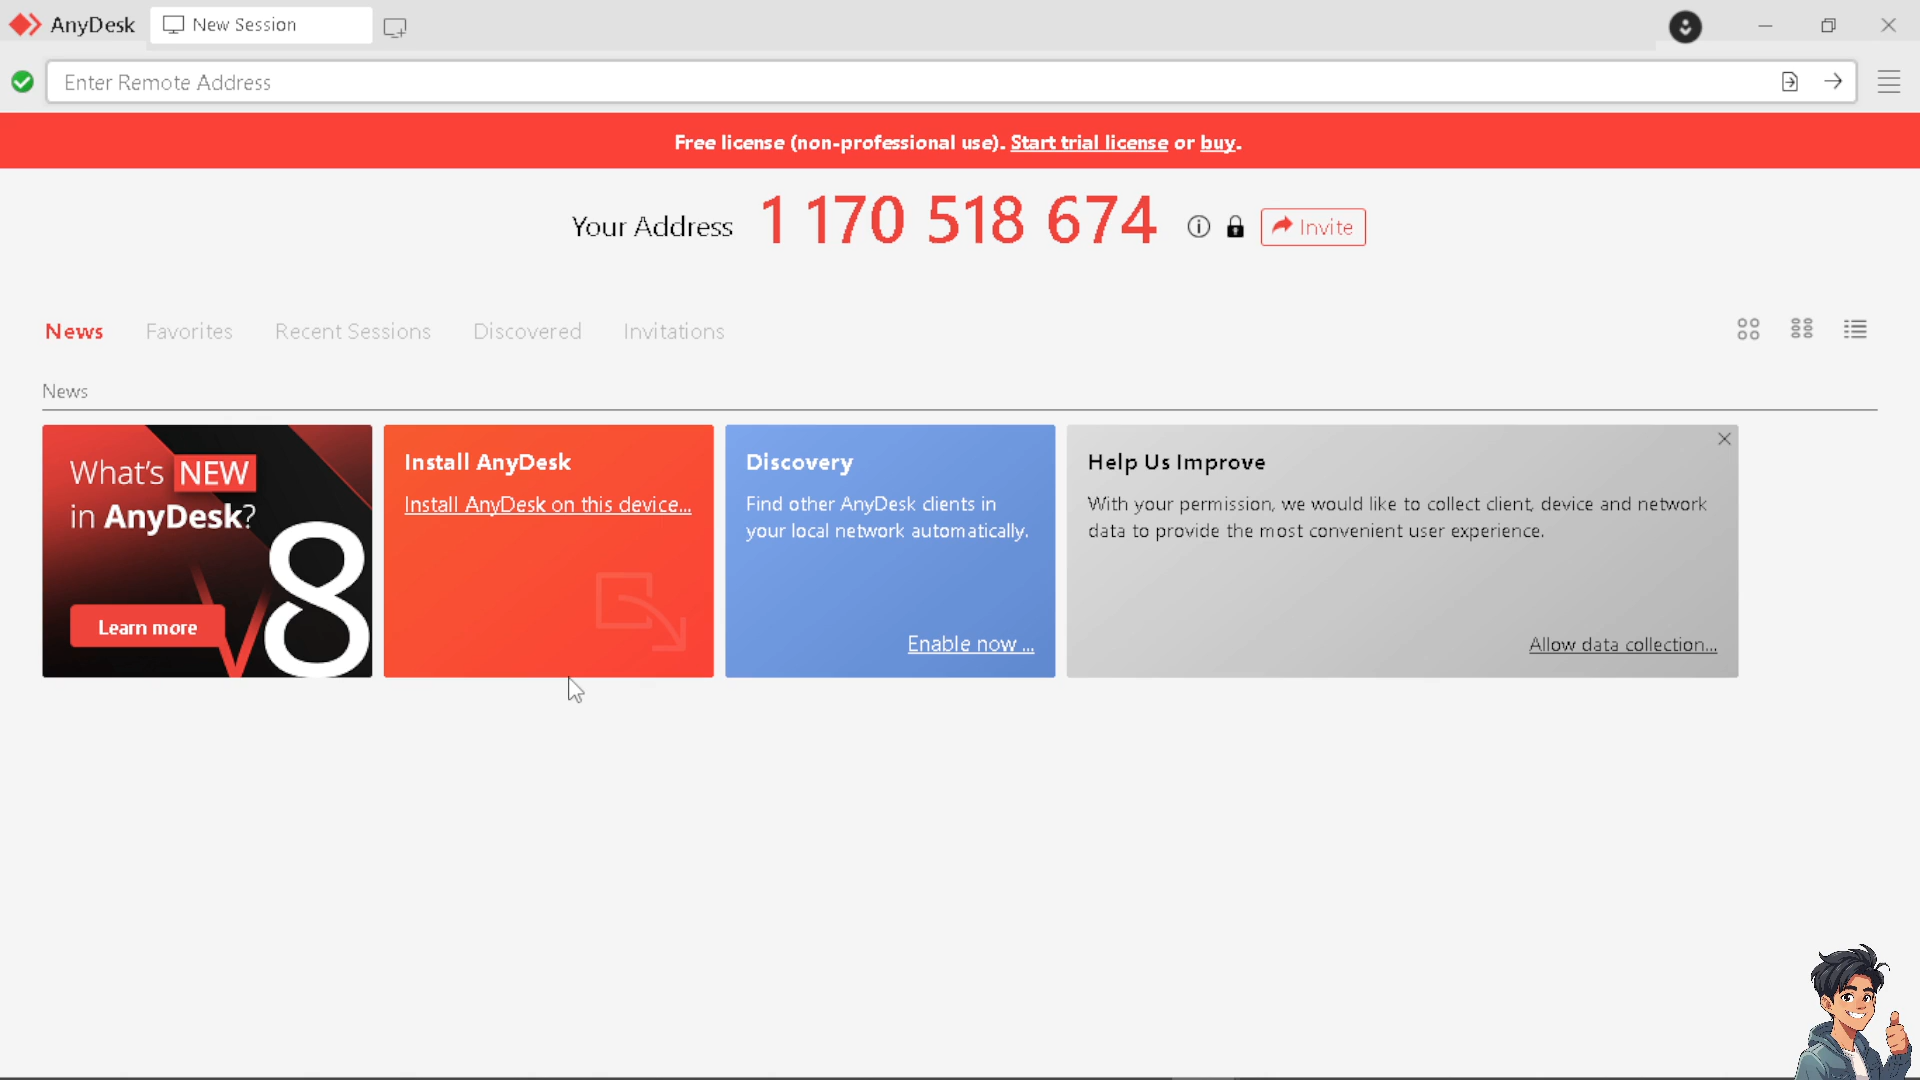 AnyDesk
New Session
Enter Remote Address
Free license (non-professional use). Start trial license or buy.
Your Address 1 170 518 674
Invite
News Favorites Recent Sessions Discovered Invitations
News
What's NEW
in AnyDesk?
V8
Learn more
Install AnyDesk
Install AnyDesk on this device...
Discovery
Find other AnyDesk clients in
your local network automatically.
Enable now ...
Help Us Improve
With your permission, we would like to collect client, device and network
data to provide the most convenient user experience.
Allow data collection...